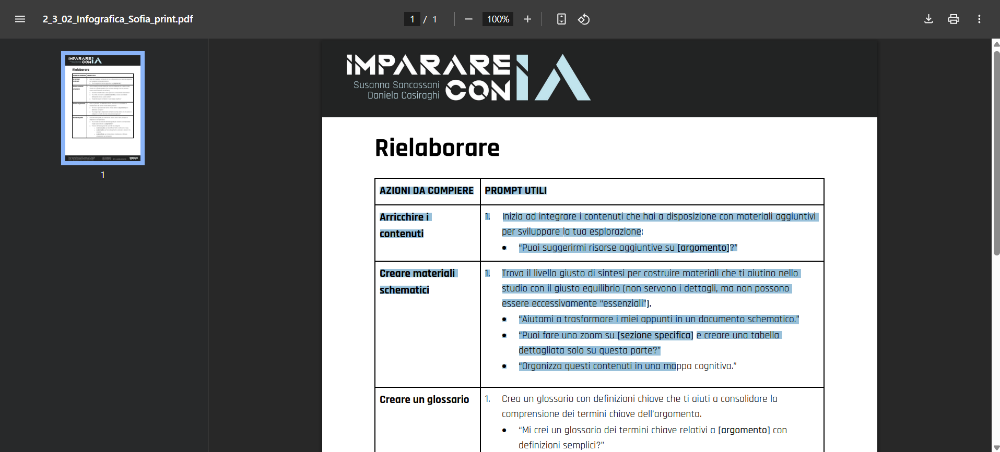 2_3_02_Infografica_Sofia_print.pdf
1 / 1
100%
IMPARARE
CON IA
Susanna Sancassani
Daniela Casiraghi
Rielaborare
1
AZIONI DA COMPIERE
PROMPT UTILI
Arricchire i
contenuti
1. Inizia ad integrare i contenuti che hai a disposizione con materiali aggiuntivi
per sviluppare la tua esplorazione:
● “Puoi suggerirmi risorse aggiuntive su [argomento]?”
Creare materiali
schematici
1. Trova il livello giusto di sintesi per costruire materiali che ti aiutino nello
studio con il giusto equilibrio (non servono i dettagli, ma non possono
essere eccessivamente “essenziali”).
● “Aiutami a trasformare i miei appunti in un documento schematico.”
● “Puoi fare uno zoom su [sezione specifica] e creare una tabella
dettagliata solo su questa parte?”
● “Organizza questi contenuti in una mappa cognitiva.”
Creare un glossario
1. Crea un glossario con definizioni chiave che ti aiuti a consolidare la
comprensione dei termini chiave dell’argomento.
● “Mi crei un glossario dei termini chiave relativi a [argomento] con
definizioni semplici?”